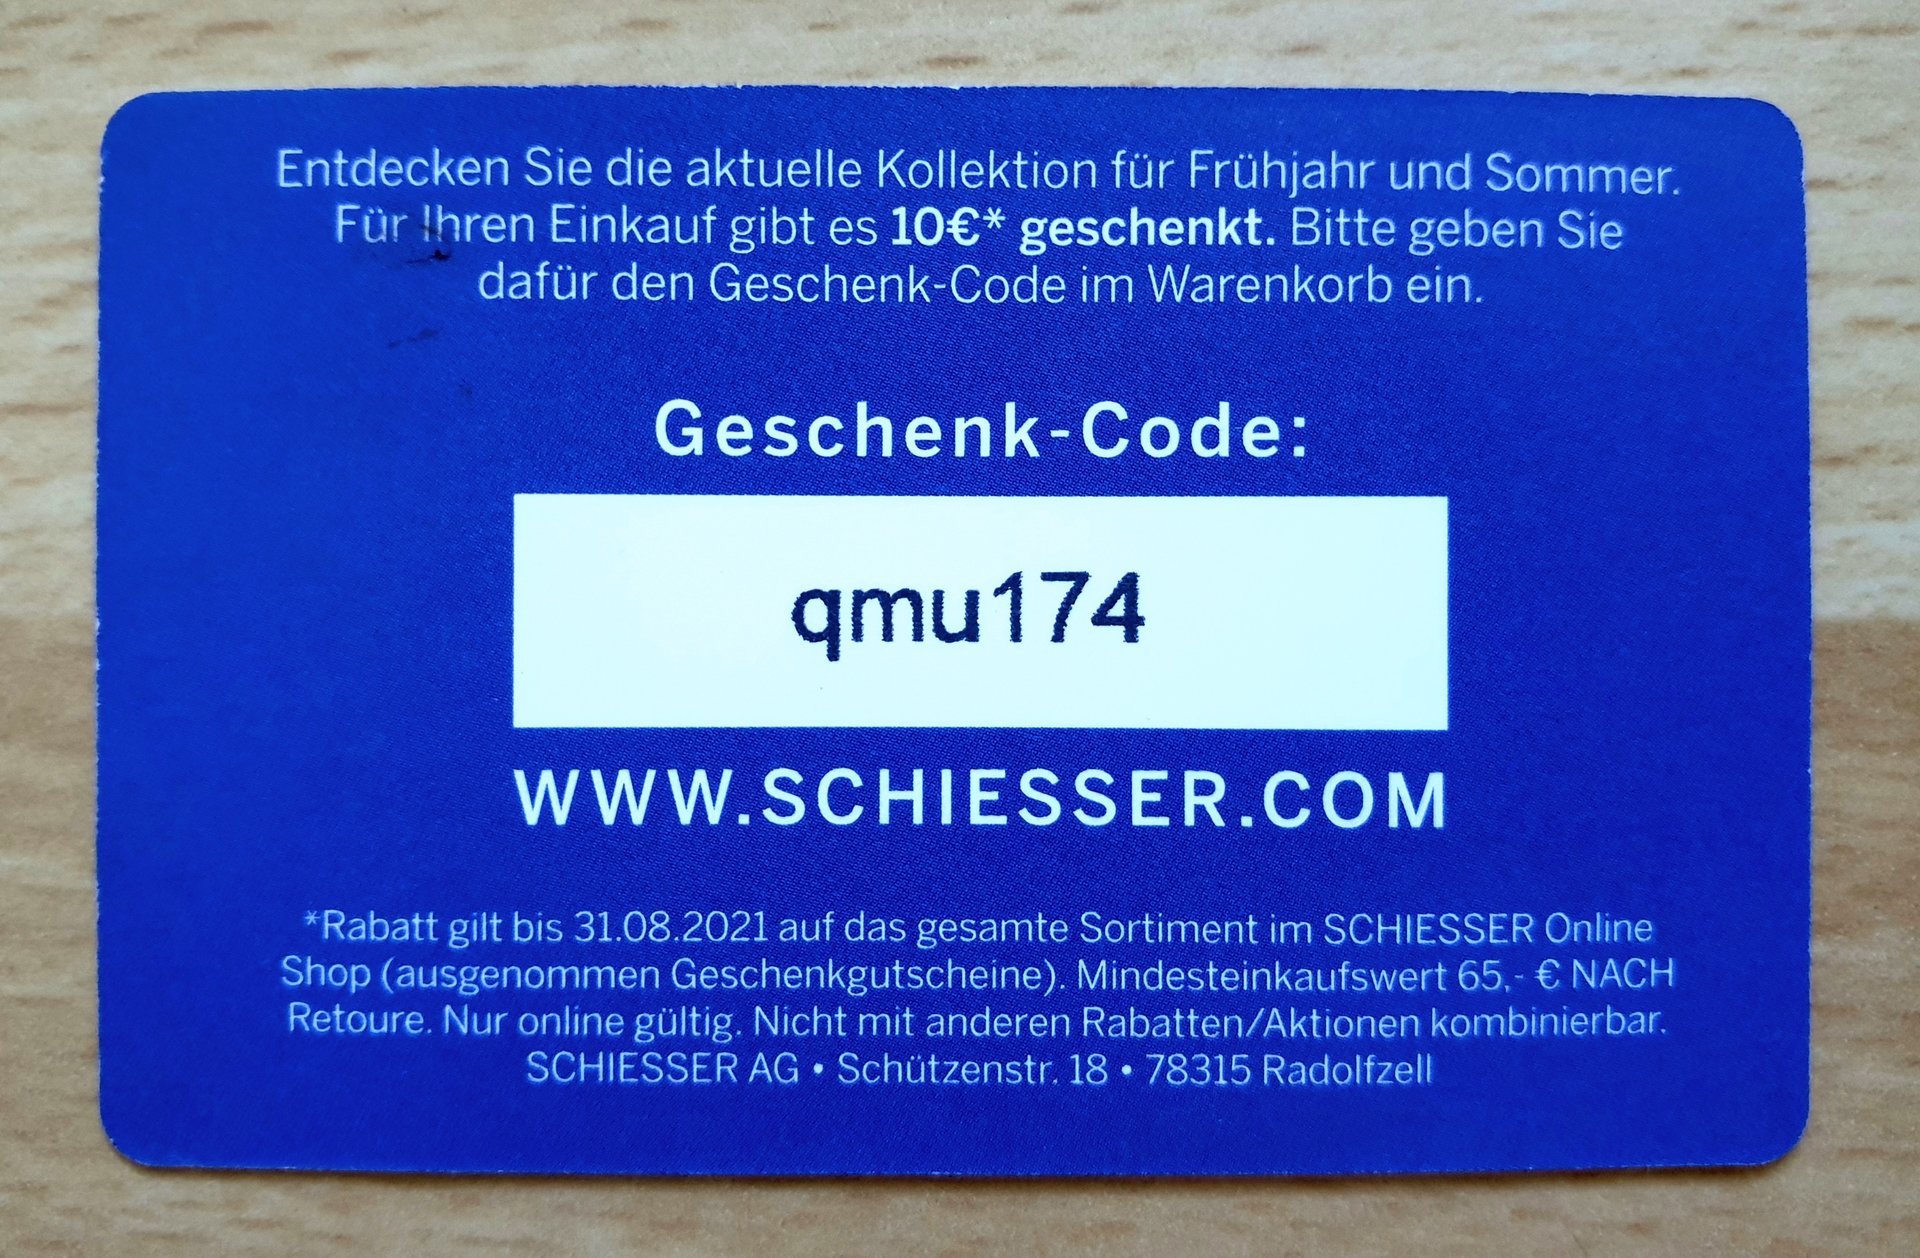 Entdecken Sie die aktuelle Kollektion für Frühjahr und Sommer.
Für Ihren Einkauf gibt es 10€* geschenkt. Bitte geben Sie
dafür den Geschenk-Code im Warenkorb ein.
Geschenk-Code:
qmu174
WWW.SCHIESSER.COM
*Rabatt gilt bis 31.08.2021 auf das gesamte Sortiment im SCHIESSER Online
Shop (ausgenommen Geschenkgutscheine). Mindesteinkaufswert 65,- € NACH
Retoure. Nur online gültig. Nicht mit anderen Rabatten/Aktionen kombinierbar.
SCHIESSER AG • Schützenstr. 18 • 78315 Radolfzell